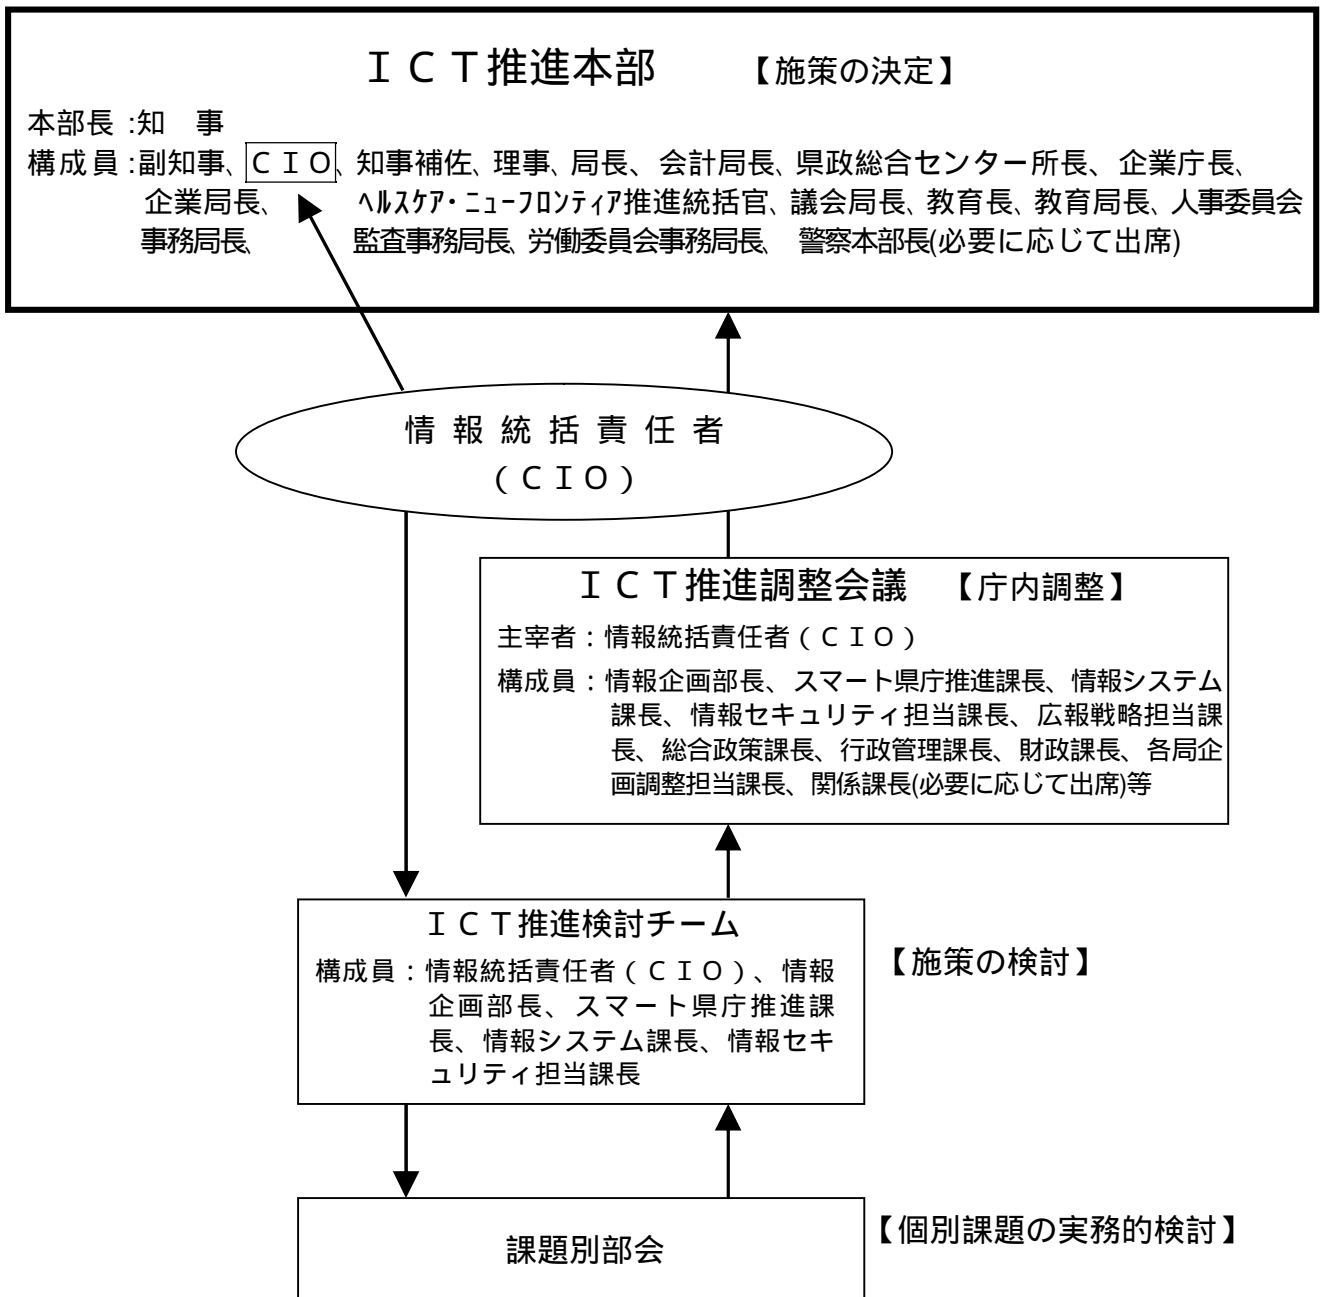 ＩＣＴ推進本部　【施策の決定】
本部長：知　事
構成員：副知事、ＣＩＯ、知事補佐、理事、局長、会計局長、県政総合センター所長、企業庁長、
企業局長、　ﾍﾙｽｹｱ・ﾆｭｰﾌﾛﾝﾃｨｱ推進統括官、議会局長、教育長、教育局長、人事委員会
事務局長、　監査事務局長、労働委員会事務局長、　警察本部長(必要に応じて出席)
情報統括責任者
（ＣＩＯ）
ＩＣＴ推進調整会議　【庁内調整】
主宰者：情報統括責任者（ＣＩＯ）
構成員：情報企画部長、スマート県庁推進課長、情報システム
課長、情報セキュリティ担当課長、広報戦略担当課
長、総合政策課長、行政管理課長、財政課長、各局企
画調整担当課長、関係課長(必要に応じて出席)等
ＩＣＴ推進検討チーム
構成員：情報統括責任者（ＣＩＯ）、情報
企画部長、スマート県庁推進課
長、情報システム課長、情報セキ
ュリティ担当課長
【施策の検討】
課題別部会
【個別課題の実務的検討】